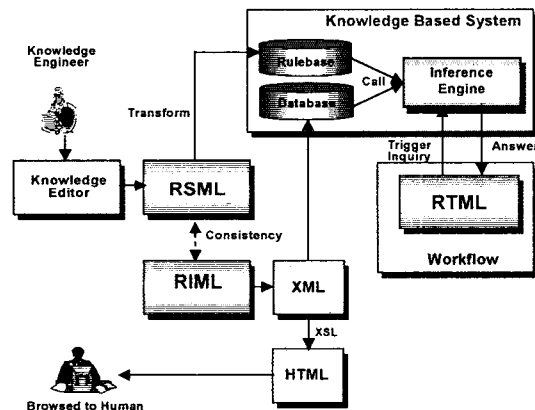 Knowledge Based System
Knowledge
Engineer
Rulebase
Call
Inference
Engine
Database
Transform
Trigger
Inquiry
Answer
Knowledge
Editor
RSML
RTML
Workflow
Consistency
RIML
XML
XSL
HTML
Browsed to Human